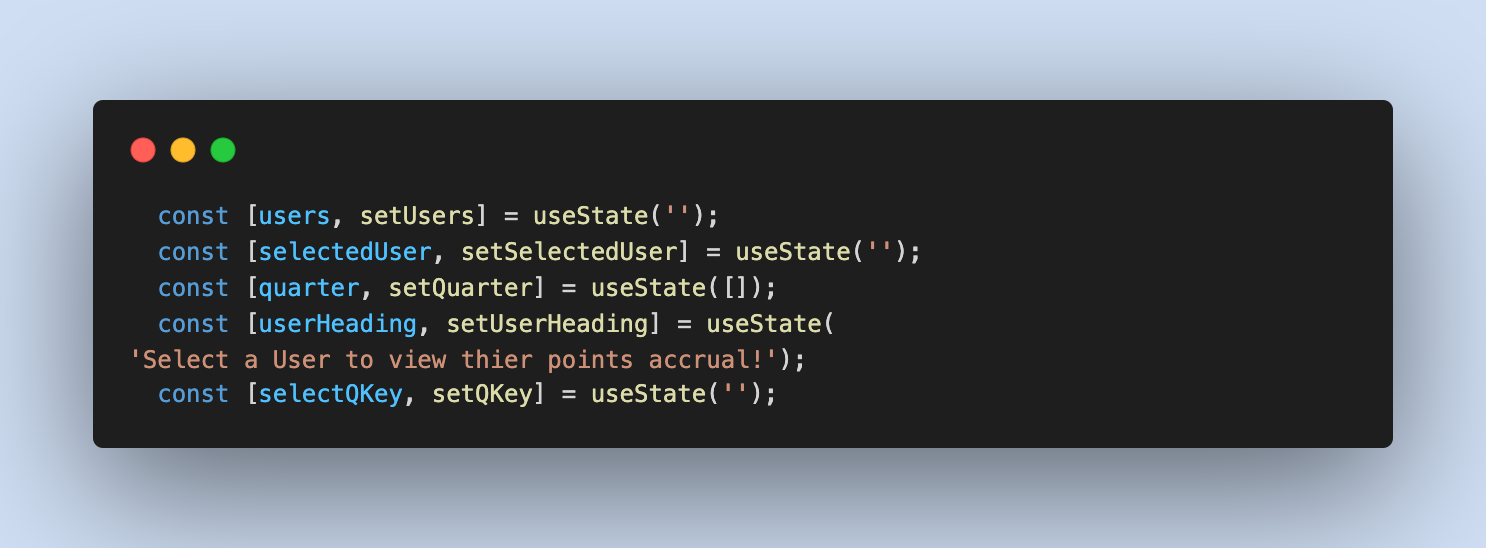 const [users, setUsers] = useState('');
const [selectedUser, setSelectedUser] = useState('');
const [quarter, setQuarter] = useState([]);
const [userHeading, setUserHeading] = useState(
'Select a User to view thier points accrual!');
const [selectQKey, setQKey] = useState('');